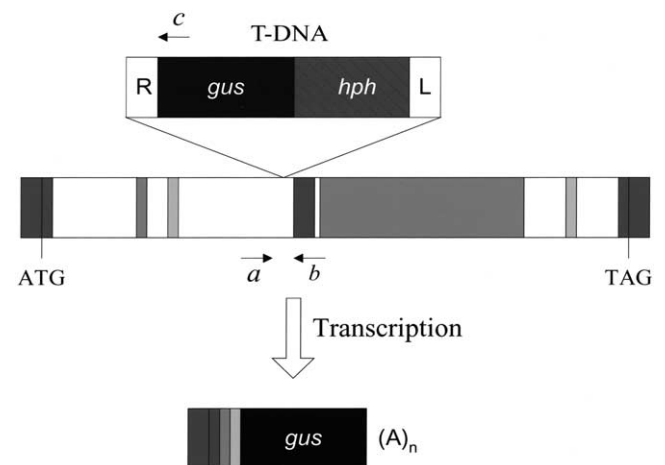 c
T-DNA
R gus hph L
a b
ATG TAG
Transcription
gus (A)n